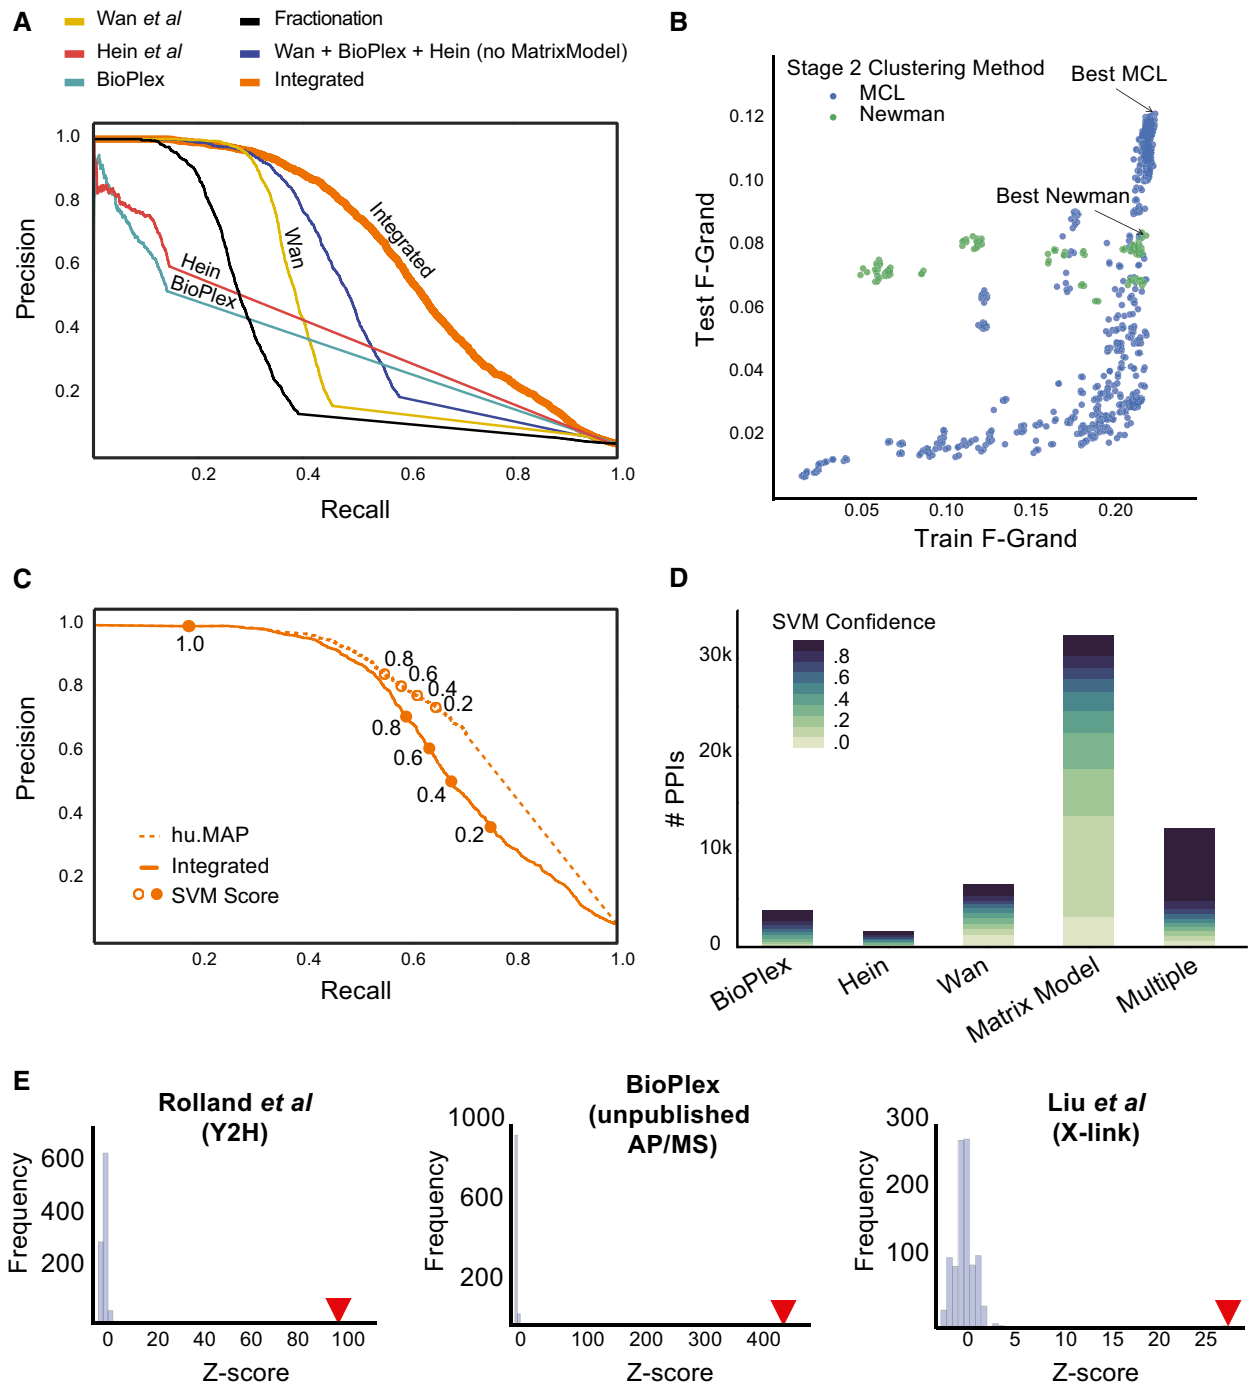 A
Wan et al
Hein et al
BioPlex
Fractionation
Wan + BioPlex + Hein (no MatrixModel)
Integrated
Precision
1.0
0.8
0.6
0.4
0.2
Hein
BioPlex
Wan
Integrated
0.2
0.4
0.6
0.8
1.0
Recall
B
Stage 2 Clustering Method
MCL
Newman
Best MCL
Best Newman
Test F-Grand
0.12
0.10
0.08
0.06
0.04
0.02
0.05
0.10
0.15
0.20
Train F-Grand
C
Precision
1.0
0.8
0.6
0.4
0.2
1.0
0.8
0.6
0.4
0.2
0.8
0.6
0.4
0.2
hu.MAP
Integrated
SVM Score
0.2
0.4
0.6
0.8
1.0
Recall
D
SVM Confidence
.8
.6
.4
.2
.0
# PPIs
30k
20k
10k
0
BioPlex
Hein
Wan
Matrix Model
Multiple
E
Rolland et al
(Y2H)
Frequency
600
400
200
0
20
40
60
80
100
Z-score
BioPlex
(unpublished
AP/MS)
Frequency
1000
600
200
0
100
200
300
400
Z-score
Liu et al
(X-link)
Frequency
300
200
100
0
5
10
15
20
25
Z-score